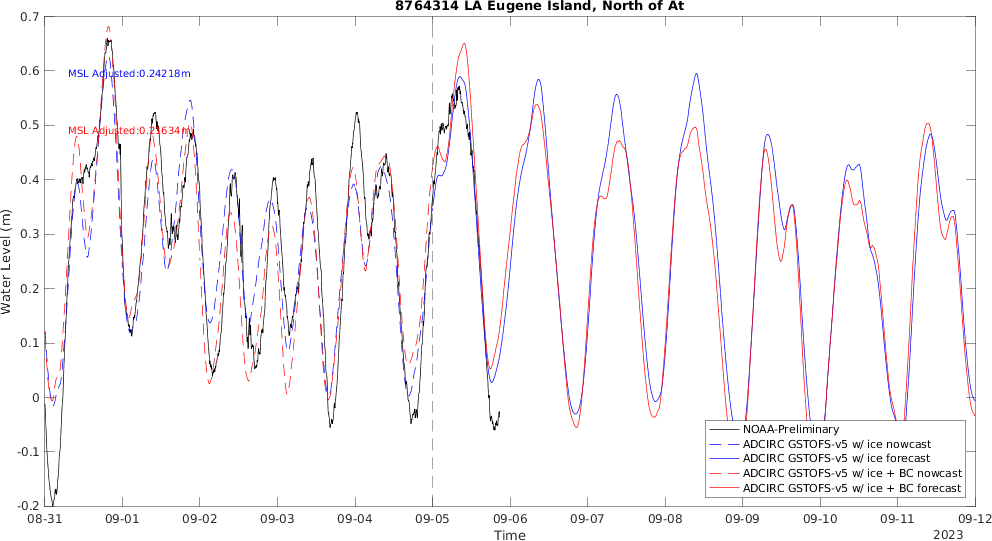 8764314 LA Eugene Island, North of At
0.7
0.6
0.5
0.4
0.3
0.2
0.1
0
-0.1
-0.2
Water Level (m)
MSL Adjusted:0.24218m
MSL Adjusted:0.21634m
NOAA-Preliminary
ADCIRC GSTOFS-v5 w/ ice nowcast
ADCIRC GSTOFS-v5 w/ ice forecast
ADCIRC GSTOFS-v5 w/ ice + BC nowcast
ADCIRC GSTOFS-v5 w/ ice + BC forecast
08-31 09-01 09-02 09-03 09-04 09-05 09-06 09-07 09-08 09-09 09-10 09-11 09-12
Time
2023